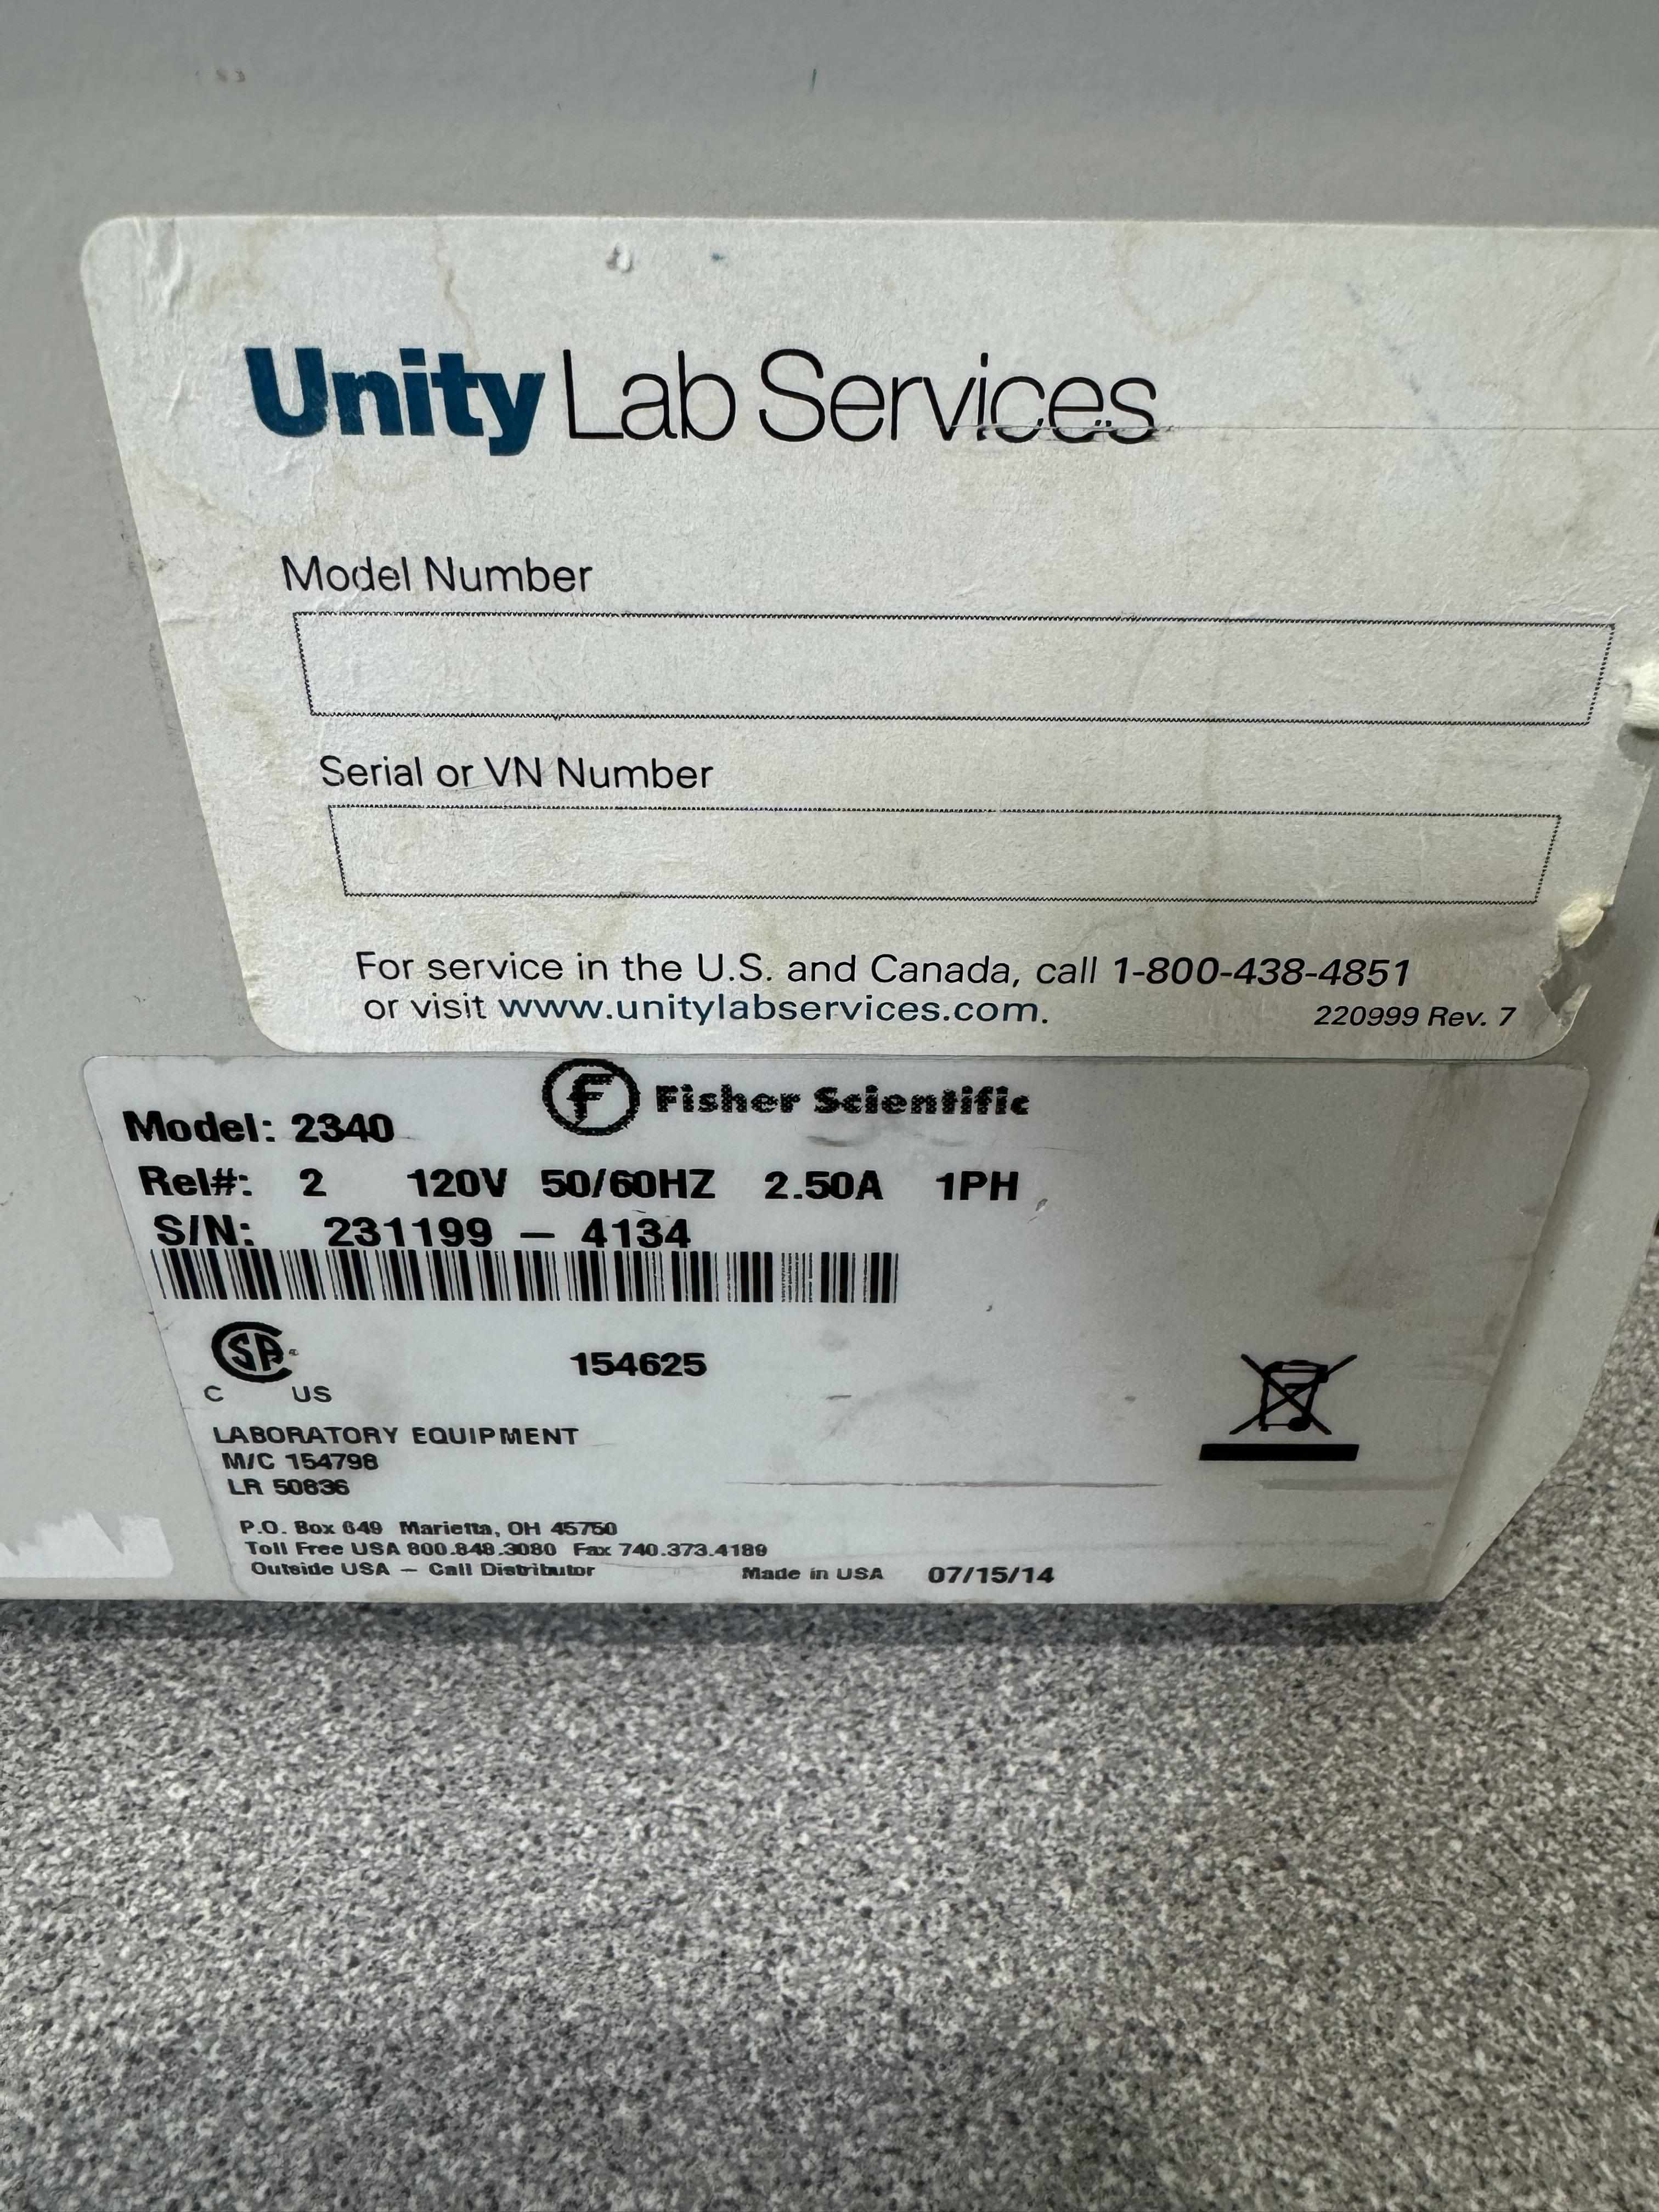 Unity Lab Services
Model Number
Serial or VN Number
For service in the U.S. and Canada, call 1-800-438-4851
or visit www.unitylabservices.com.
220999 Rev. 7
F Fisher Scientific
Model: 2340
Rel#: 2 120V 50/60HZ 2.50A 1PH
S/N: 231199 – 4134
CSA
C US
154625
LABORATORY EQUIPMENT
M/C 154798
LR 50836
P.O. Box 649 Marietta, OH 45750
Toll Free USA 800.848.3080 Fax 740.373.4189
Outside USA – Call Distributor
Made in USA 07/15/14